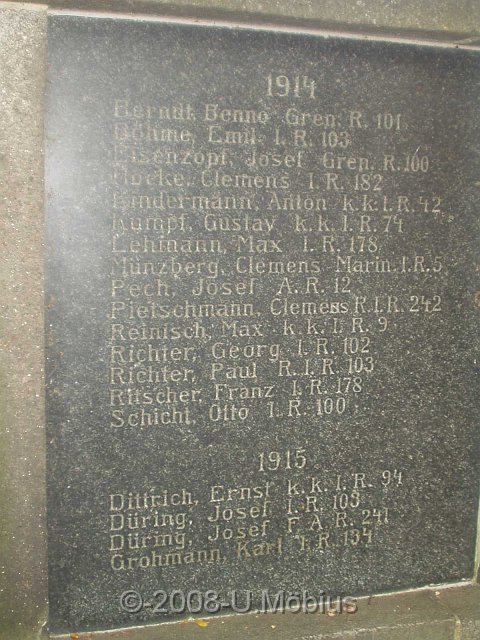 1914
Berndt, Benno Gren. R. 101
Böhme, Emil I. R. 103
Eisenzopf, Josef Gren. R. 100
Hocke, Clemens I. R. 182
Kindermann, Anton k. k. I. R. 42
Kumpf, Gustav k. k. I. R. 74
Lehmann, Max I. R. 178
Münzberg, Clemens Marin. I. R. 5
Pech, Josef A. R. 12
Pietschmann, Clemens R. I. R. 242
Reinisch, Max k. k. I. R. 9
Richter, Georg I. R. 102
Richter, Paul R. I. R. 103
Ritscher, Franz I. R. 178
Schicht, Otto I. R. 100
1915
Dittrich, Ernst k. k. I. R. 94
Düring, Josef I. R. 103
Düring, Josef F. A. R. 241
Grohmann, Karl I. R. 134
©-2008-U.Möbius